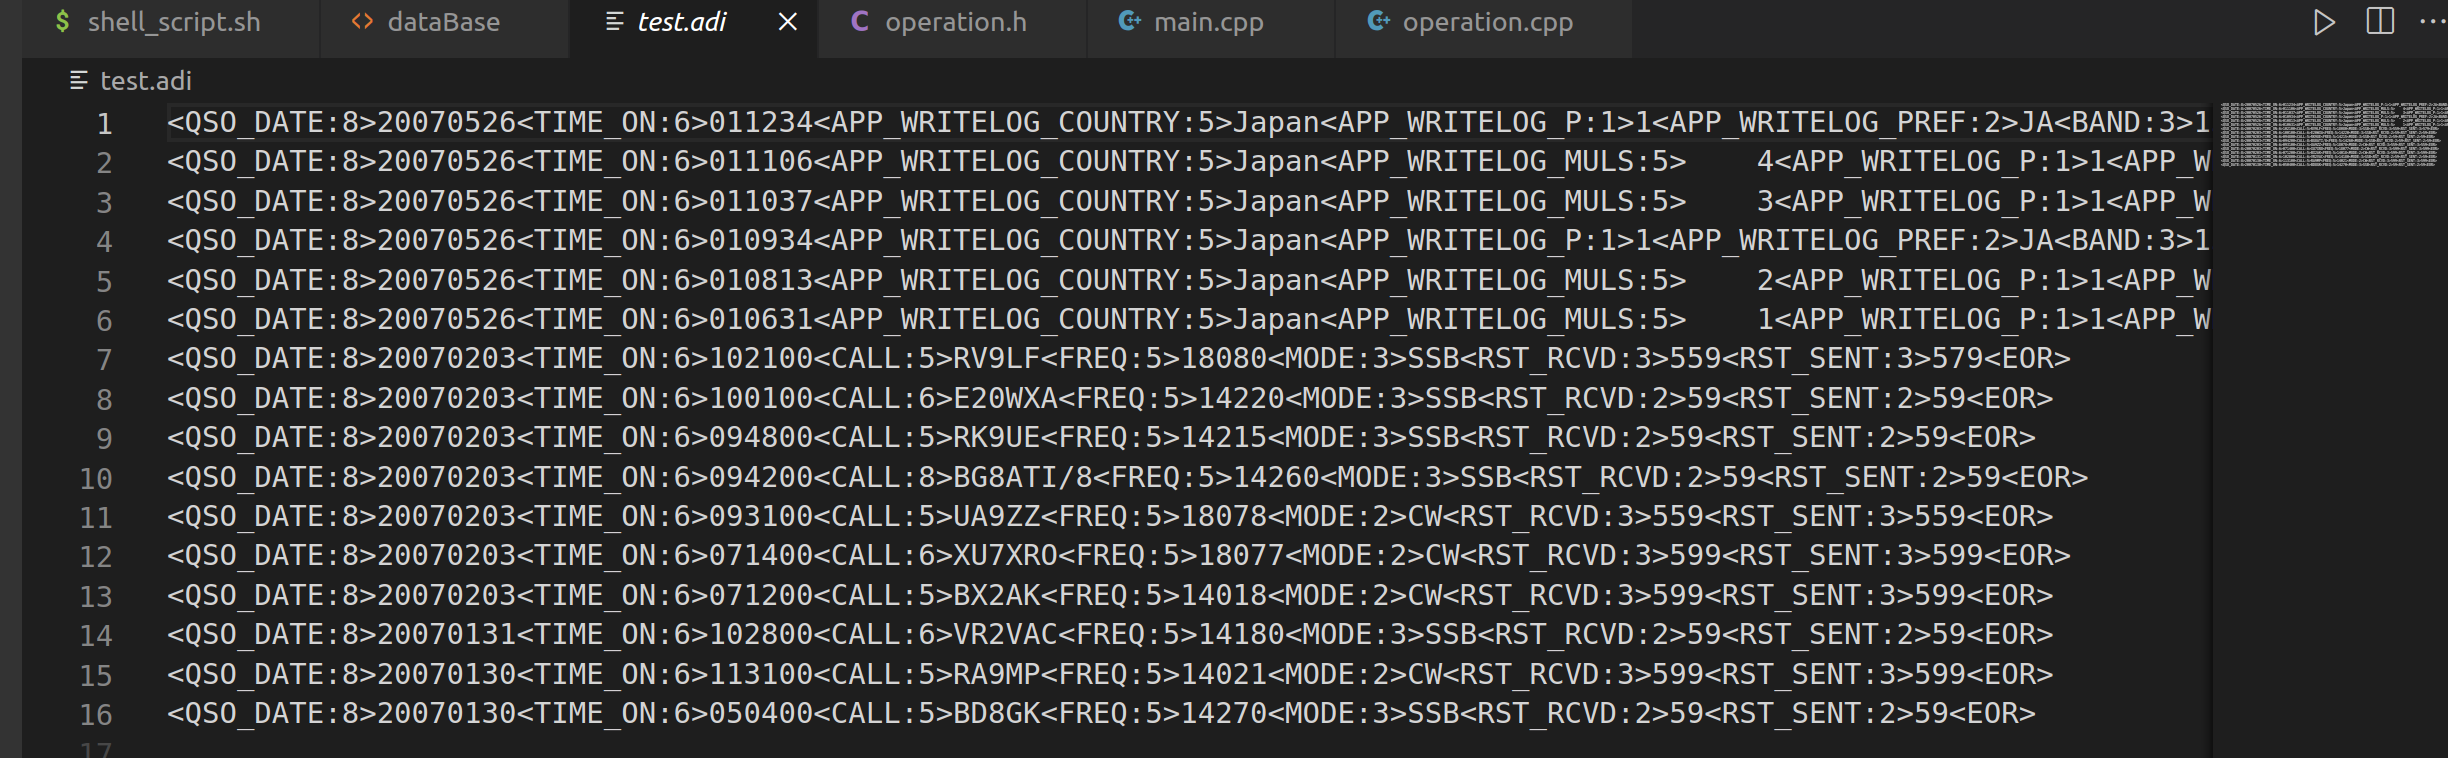 shell_script.sh dataBase test.adi operation.h main.cpp operation.cpp
test.adi
1 <QSO_DATE:8>20070526<TIME_ON:6>011234<APP_WRITELOG_COUNTRY:5>Japan<APP_WRITELOG_P:1>1<APP_WRITELOG_PREF:2>JA<BAND:3>1
2 <QSO_DATE:8>20070526<TIME_ON:6>011106<APP_WRITELOG_COUNTRY:5>Japan<APP_WRITELOG_MULS:5>    4<APP_WRITELOG_P:1>1<APP_W
3 <QSO_DATE:8>20070526<TIME_ON:6>011037<APP_WRITELOG_COUNTRY:5>Japan<APP_WRITELOG_MULS:5>    3<APP_WRITELOG_P:1>1<APP_W
4 <QSO_DATE:8>20070526<TIME_ON:6>010934<APP_WRITELOG_COUNTRY:5>Japan<APP_WRITELOG_P:1>1<APP_WRITELOG_PREF:2>JA<BAND:3>1
5 <QSO_DATE:8>20070526<TIME_ON:6>010813<APP_WRITELOG_COUNTRY:5>Japan<APP_WRITELOG_MULS:5>    2<APP_WRITELOG_P:1>1<APP_W
6 <QSO_DATE:8>20070526<TIME_ON:6>010631<APP_WRITELOG_COUNTRY:5>Japan<APP_WRITELOG_MULS:5>    1<APP_WRITELOG_P:1>1<APP_W
7 <QSO_DATE:8>20070203<TIME_ON:6>102100<CALL:5>RV9LF<FREQ:5>18080<MODE:3>SSB<RST_RCVD:3>559<RST_SENT:3>579<EOR>
8 <QSO_DATE:8>20070203<TIME_ON:6>100100<CALL:6>E20WXA<FREQ:5>14220<MODE:3>SSB<RST_RCVD:2>59<RST_SENT:2>59<EOR>
9 <QSO_DATE:8>20070203<TIME_ON:6>094800<CALL:5>RK9UE<FREQ:5>14215<MODE:3>SSB<RST_RCVD:2>59<RST_SENT:2>59<EOR>
10 <QSO_DATE:8>20070203<TIME_ON:6>094200<CALL:8>BG8ATI/8<FREQ:5>14260<MODE:3>SSB<RST_RCVD:2>59<RST_SENT:2>59<EOR>
11 <QSO_DATE:8>20070203<TIME_ON:6>093100<CALL:5>UA9ZZ<FREQ:5>18078<MODE:2>CW<RST_RCVD:3>559<RST_SENT:3>559<EOR>
12 <QSO_DATE:8>20070203<TIME_ON:6>071400<CALL:6>XU7XRO<FREQ:5>18077<MODE:2>CW<RST_RCVD:3>599<RST_SENT:3>599<EOR>
13 <QSO_DATE:8>20070203<TIME_ON:6>071200<CALL:5>BX2AK<FREQ:5>14018<MODE:2>CW<RST_RCVD:3>599<RST_SENT:3>599<EOR>
14 <QSO_DATE:8>20070131<TIME_ON:6>102800<CALL:6>VR2VAC<FREQ:5>14180<MODE:3>SSB<RST_RCVD:2>59<RST_SENT:2>59<EOR>
15 <QSO_DATE:8>20070130<TIME_ON:6>113100<CALL:5>RA9MP<FREQ:5>14021<MODE:2>CW<RST_RCVD:3>599<RST_SENT:3>599<EOR>
16 <QSO_DATE:8>20070130<TIME_ON:6>050400<CALL:5>BD8GK<FREQ:5>14270<MODE:3>SSB<RST_RCVD:2>59<RST_SENT:2>59<EOR>
17